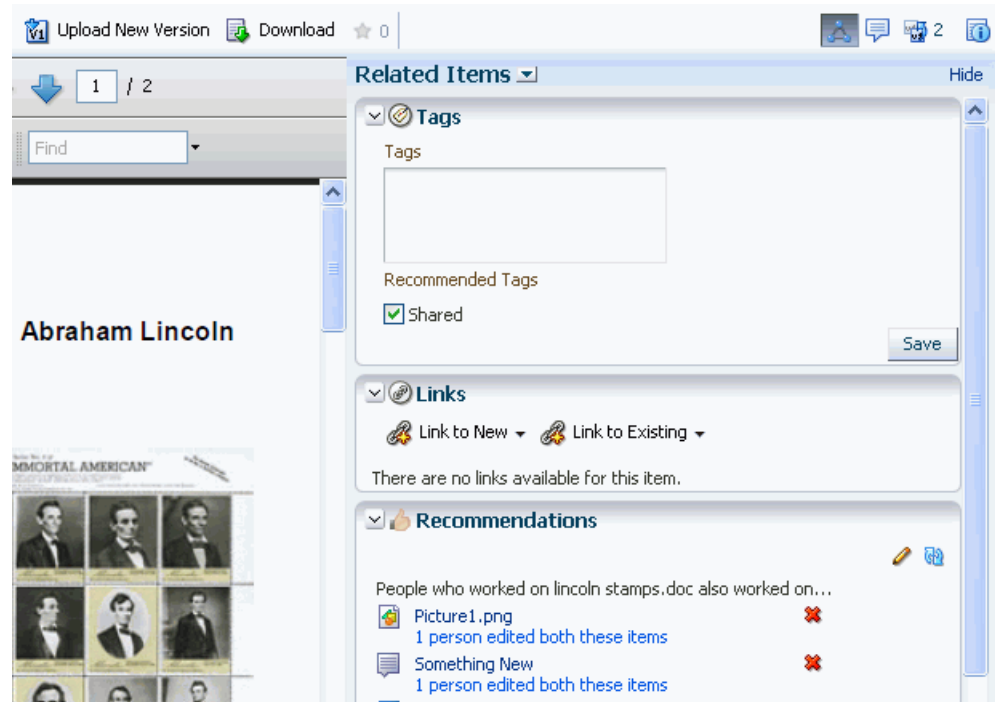 Upload New Version Download 0 2
1 / 2
Find
Abraham Lincoln
MMORTAL AMERICAN"
Related Items Hide
Tags
Tags
Recommended Tags
Shared
Save
Links
Link to New Link to Existing
There are no links available for this item.
Recommendations
People who worked on lincoln stamps.doc also worked on...
Picture1.png
1 person edited both these items
Something New
1 person edited both these items